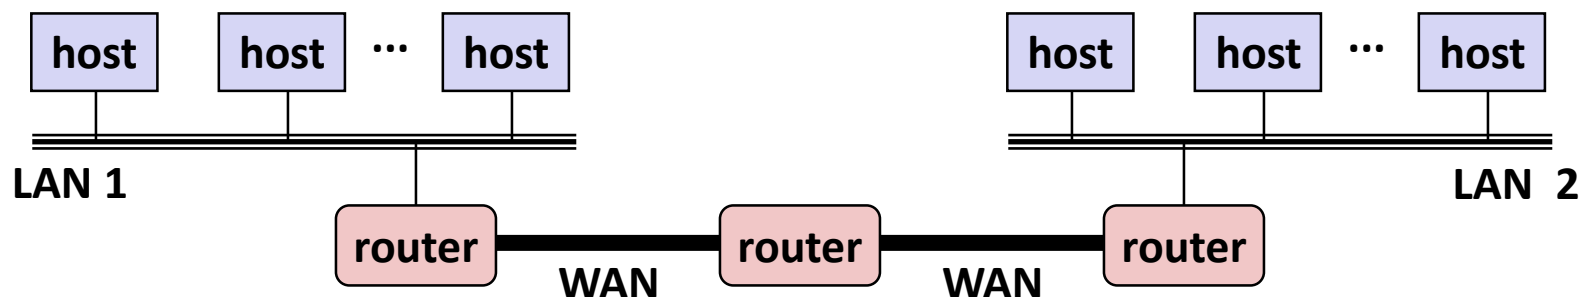 host host ... host host host ... host
LAN 1 LAN 2
router router router
WAN WAN